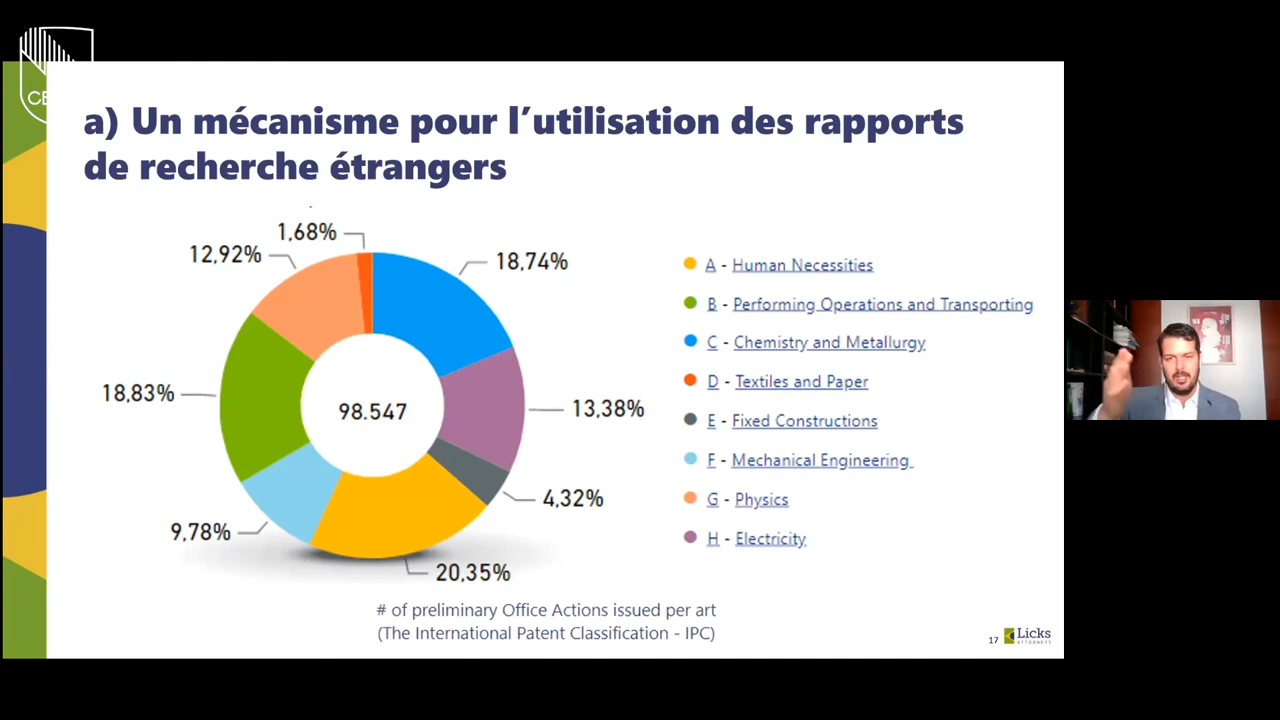 a) Un mécanisme pour l’utilisation des rapports
de recherche étrangers
1,68%
12,92%
18,74%
18,83%
98.547
13,38%
4,32%
9,78%
20,35%
A - Human Necessities
B - Performing Operations and Transporting
C - Chemistry and Metallurgy
D - Textiles and Paper
E - Fixed Constructions
F - Mechanical Engineering
G - Physics
H - Electricity
# of preliminary Office Actions issued per art
(The International Patent Classification - IPC)
17
Licks
ATTORNEYS